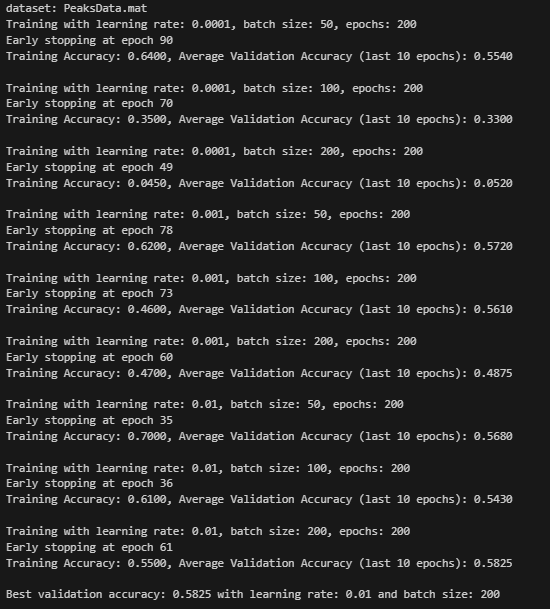 dataset: PeaksData.mat
Training with learning rate: 0.0001, batch size: 50, epochs: 200
Early stopping at epoch 90
Training Accuracy: 0.6400, Average Validation Accuracy (last 10 epochs): 0.5540
Training with learning rate: 0.0001, batch size: 100, epochs: 200
Early stopping at epoch 70
Training Accuracy: 0.3500, Average Validation Accuracy (last 10 epochs): 0.3300
Training with learning rate: 0.0001, batch size: 200, epochs: 200
Early stopping at epoch 49
Training Accuracy: 0.0450, Average Validation Accuracy (last 10 epochs): 0.0520
Training with learning rate: 0.001, batch size: 50, epochs: 200
Early stopping at epoch 78
Training Accuracy: 0.6200, Average Validation Accuracy (last 10 epochs): 0.5720
Training with learning rate: 0.001, batch size: 100, epochs: 200
Early stopping at epoch 73
Training Accuracy: 0.4600, Average Validation Accuracy (last 10 epochs): 0.5610
Training with learning rate: 0.001, batch size: 200, epochs: 200
Early stopping at epoch 60
Training Accuracy: 0.4700, Average Validation Accuracy (last 10 epochs): 0.4875
Training with learning rate: 0.01, batch size: 50, epochs: 200
Early stopping at epoch 35
Training Accuracy: 0.7000, Average Validation Accuracy (last 10 epochs): 0.5680
Training with learning rate: 0.01, batch size: 100, epochs: 200
Early stopping at epoch 36
Training Accuracy: 0.6100, Average Validation Accuracy (last 10 epochs): 0.5430
Training with learning rate: 0.01, batch size: 200, epochs: 200
Early stopping at epoch 61
Training Accuracy: 0.5500, Average Validation Accuracy (last 10 epochs): 0.5825
Best validation accuracy: 0.5825 with learning rate: 0.01 and batch size: 200